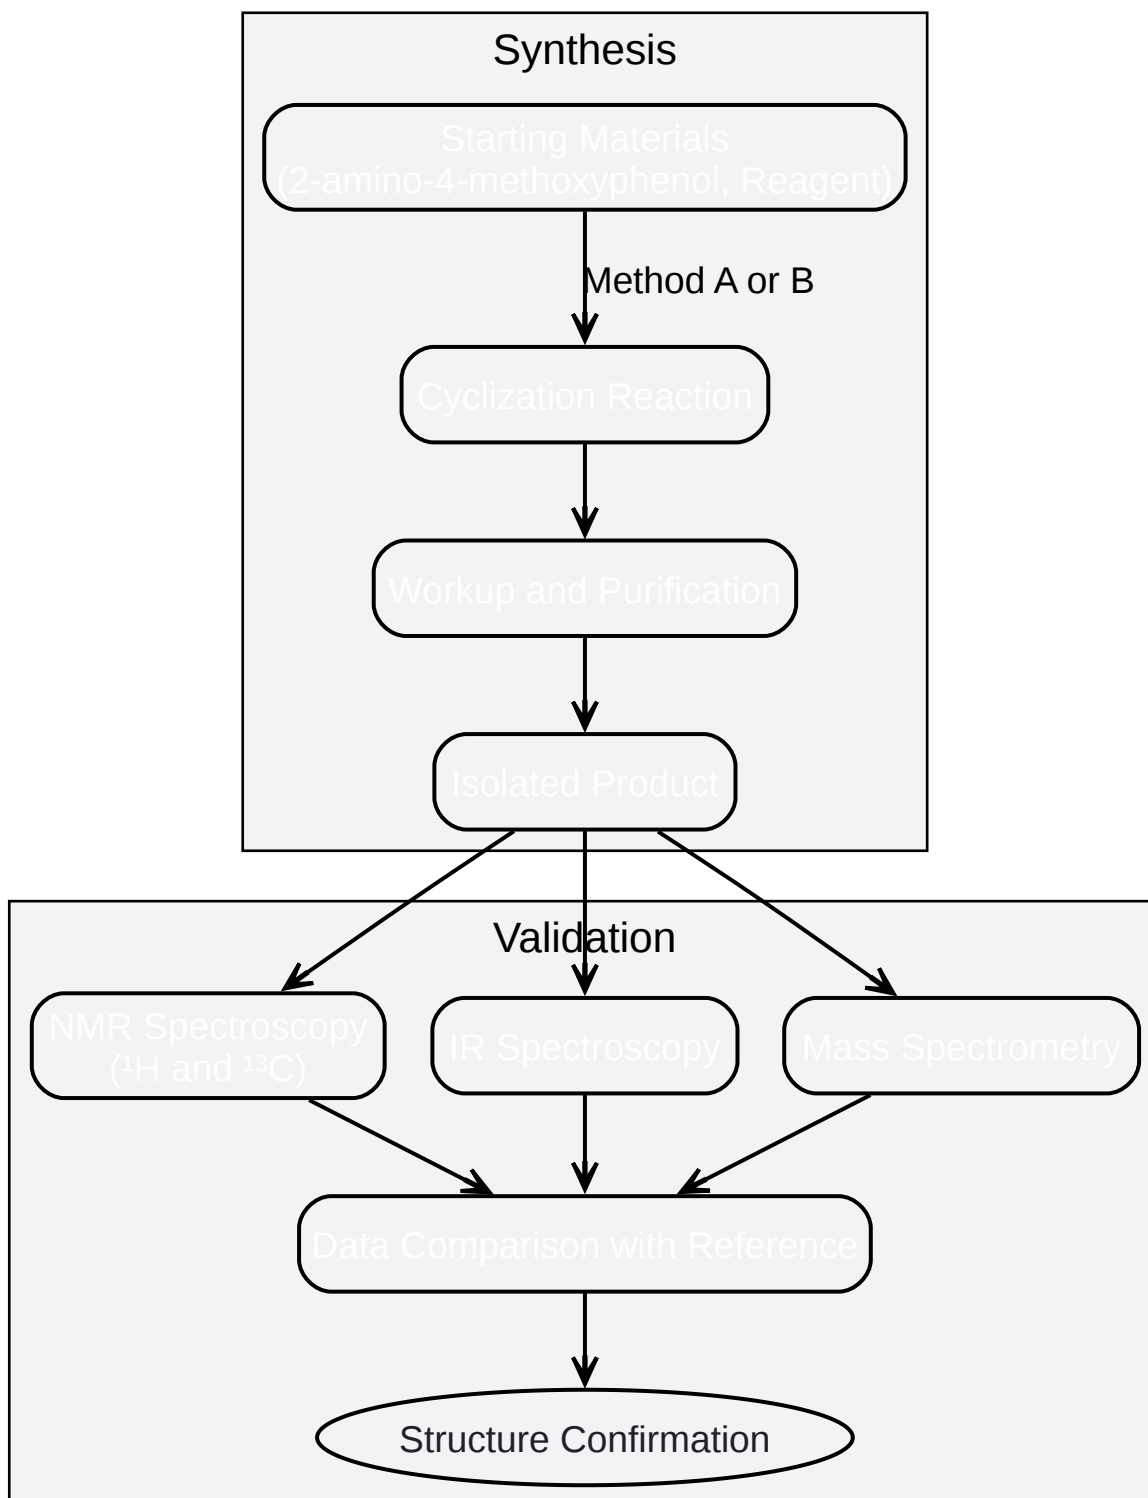 Synthesis
Starting Materials
(2-amino-4-methoxyphenol, Reagent)
Method A or B
Cyclization Reaction
Workup and Purification
Isolated Product
Validation
NMR Spectroscopy
(¹H and ¹³C)
IR Spectroscopy
Mass Spectrometry
Data Comparison with Reference
Structure Confirmation